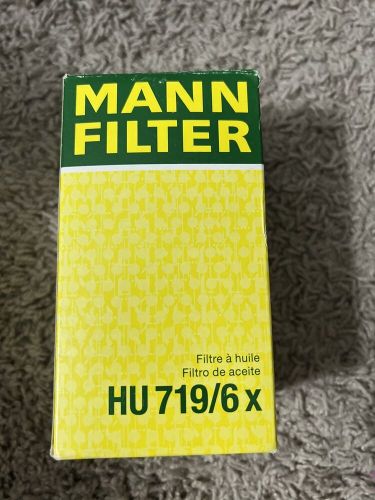 MANN
FILTER
Filtre à huile
Filtro de aceite
HU 719/6 x